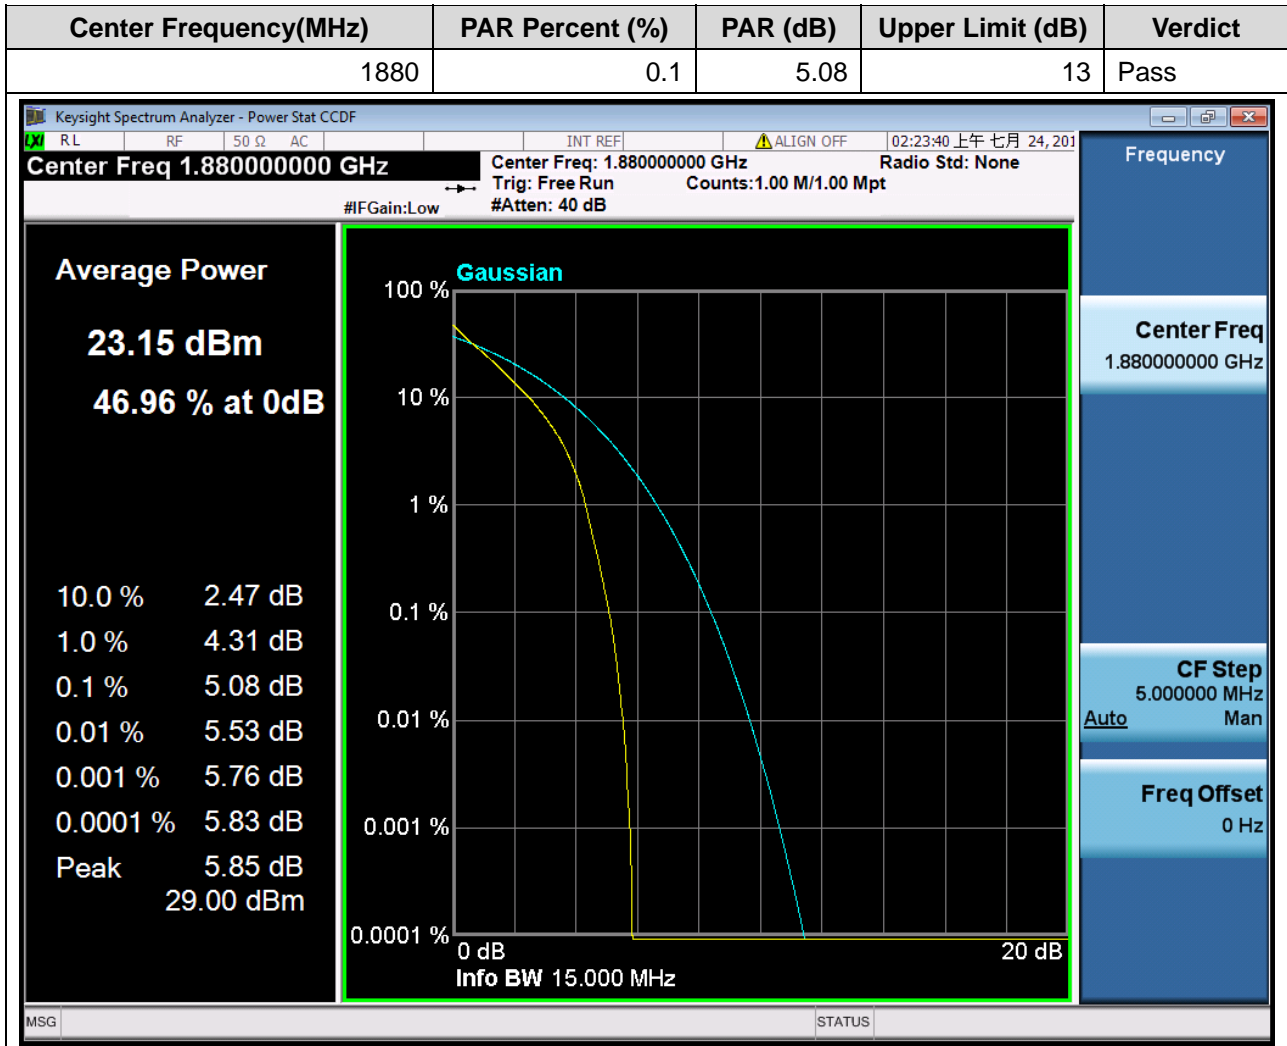 Center Frequency(MHz) PAR Percent (%) PAR (dB) Upper Limit (dB) Verdict
1880 0.1 5.08 13 Pass
Keysight Spectrum Analyzer - Power Stat CCDF
LXI RL RF 50 Ω AC INT REF ALIGN OFF 02:23:40 上午 七月 24, 201
Center Freq 1.880000000 GHz
#IFGain:Low
Center Freq: 1.880000000 GHz Radio Std: None
Trig: Free Run Counts:1.00 M/1.00 Mpt
#Atten: 40 dB
Average Power
23.15 dBm
46.96 % at 0dB
10.0 % 2.47 dB
1.0 % 4.31 dB
0.1 % 5.08 dB
0.01 % 5.53 dB
0.001 % 5.76 dB
0.0001 % 5.83 dB
Peak 5.85 dB
29.00 dBm
Gaussian
100 %
10 %
1 %
0.1 %
0.01 %
0.001 %
0.0001 %
0 dB 20 dB
Info BW 15.000 MHz
Frequency
Center Freq
1.880000000 GHz
CF Step
5.000000 MHz
Auto Man
Freq Offset
0 Hz
MSG STATUS